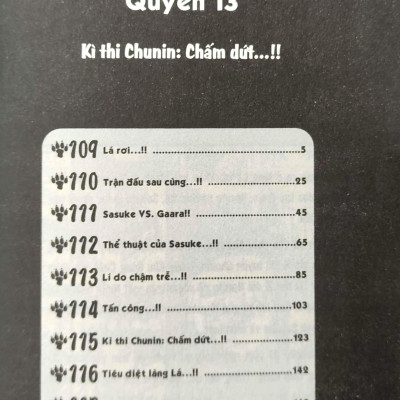 Quyển 13
Kì thi Chunin: Chấm dứt...!!
109 Lá rơi...!! 5
110 Trận đấu sau cùng...!! 25
111 Sasuke VS. Gaara!! 45
112 Thể thuật của Sasuke...!! 65
113 Lí do chậm trễ...!! 85
114 Tấn công...!! 103
115 Kì thi Chunin: Chấm dứt...!! 123
116 Tiêu diệt làng Lá...!! 142